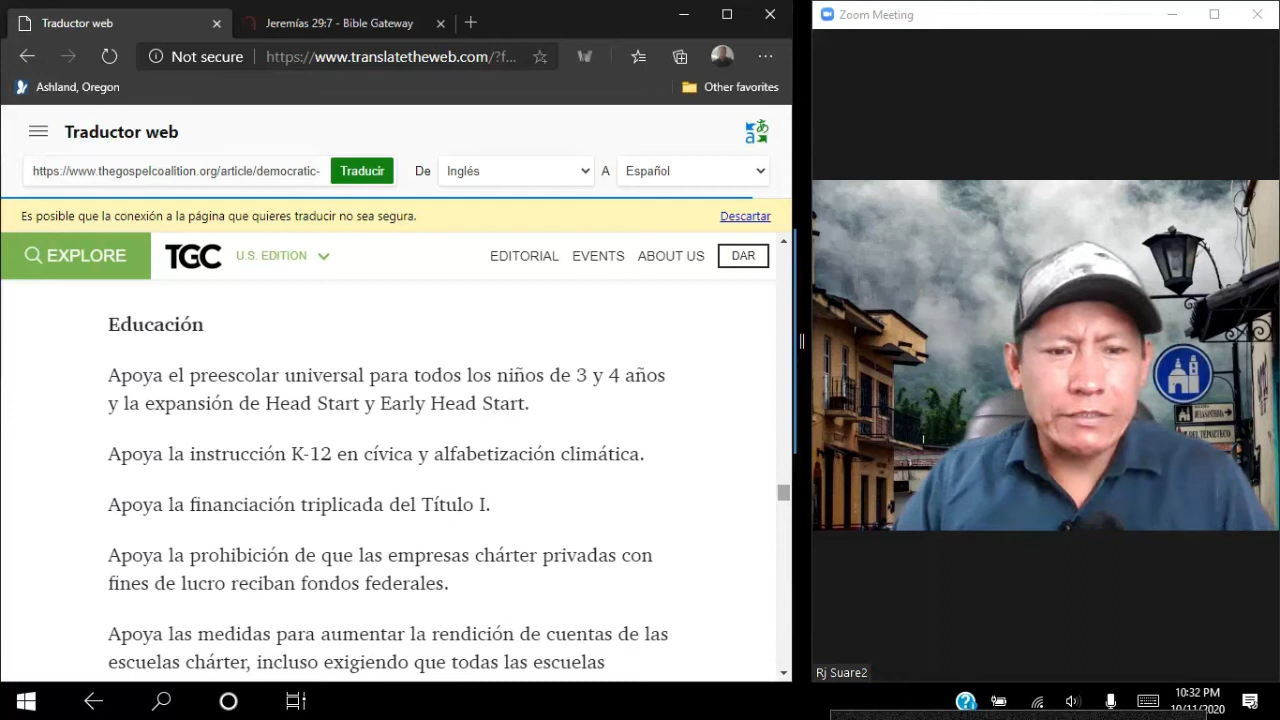 Traductor web
Jeremías 29:7 - Bible Gateway
Not secure
https://www.translatetheweb.com/?f...
Ashland, Oregon
Other favorites
Traductor web
https://www.thegospelcoalition.org/article/democratic-
Traducir
De
Inglés
A
Español
Es posible que la conexión a la página que quieres traducir no sea segura.
Descartar
EXPLORE
TGC
U.S. EDITION
EDITORIAL
EVENTS
ABOUT US
DAR
Educación
Apoya el preescolar universal para todos los niños de 3 y 4 años
y la expansión de Head Start y Early Head Start.
Apoya la instrucción K-12 en cívica y alfabetización climática.
Apoya la financiación triplicada del Título I.
Apoya la prohibición de que las empresas chárter privadas con
fines de lucro reciban fondos federales.
Apoya las medidas para aumentar la rendición de cuentas de las
escuelas chárter, incluso exigiendo que todas las escuelas
Zoom Meeting
DEL TEPOZTECO
Rj Suare2
10:32 PM
10/11/2020